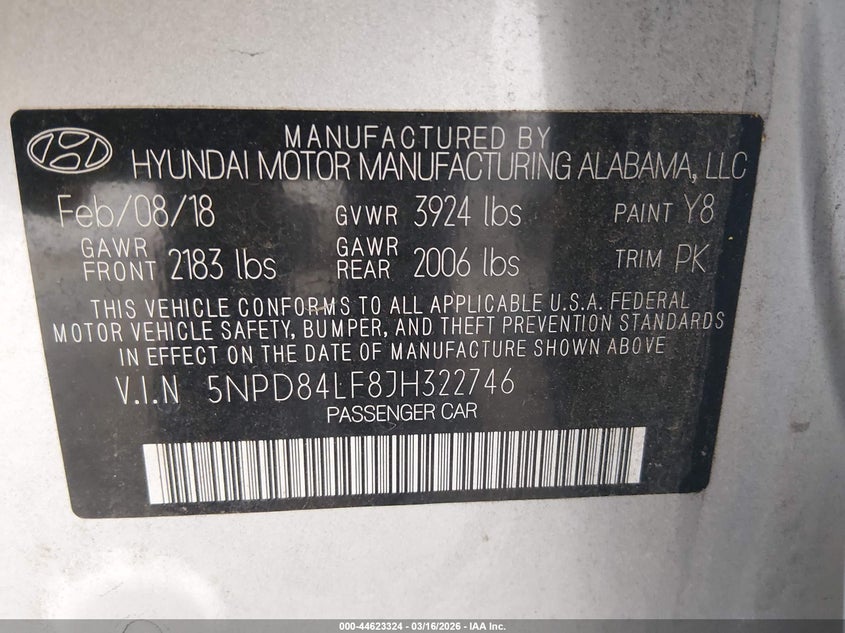 MANUFACTURED BY
HYUNDAI MOTOR MANUFACTURING ALABAMA, LLC
Feb/08/18 GVWR 3924 lbs PAINT Y8
GAWR FRONT 2183 lbs GAWR REAR 2006 lbs TRIM PK
THIS VEHICLE CONFORMS TO ALL APPLICABLE U.S.A. FEDERAL
MOTOR VEHICLE SAFETY, BUMPER, AND THEFT PREVENTION STANDARDS
IN EFFECT ON THE DATE OF MANUFACTURE SHOWN ABOVE
V.I.N 5NPD84LF8JH322746
PASSENGER CAR
000-44623324 - 03/16/2026 - IAA Inc.